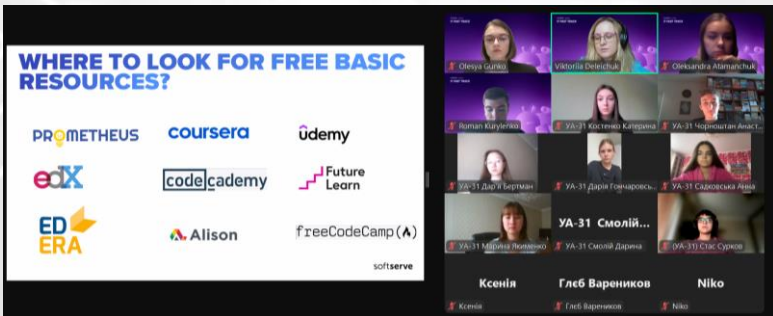 WHERE TO LOOK FOR FREE BASIC
RESOURCES?
PROMETHEUS
coursera
ûdemy
edX
codecademy
Future
Learn
ED
ERA
Alison
freeCodeCamp
softserve
Olesya Gunko
Viktoriia Deleichuk
Oleksandra Atamanchuk
Roman Kurylenko
УА-31 Костенко Катерина
УА-31 Чорноштан Анаст...
УА-31 Дар'я Бертман
УА-31 Дарія Гончаровсь...
УА-31 Садковська Анна
УА-31 Марина Якименко
УА-31 Смолій...
УА-31 Смолій Дарина
(УА-31) Стас Сурков
Ксенія
Ксенія
Глєб Вареников
Глєб Вареников
Niko
Niko